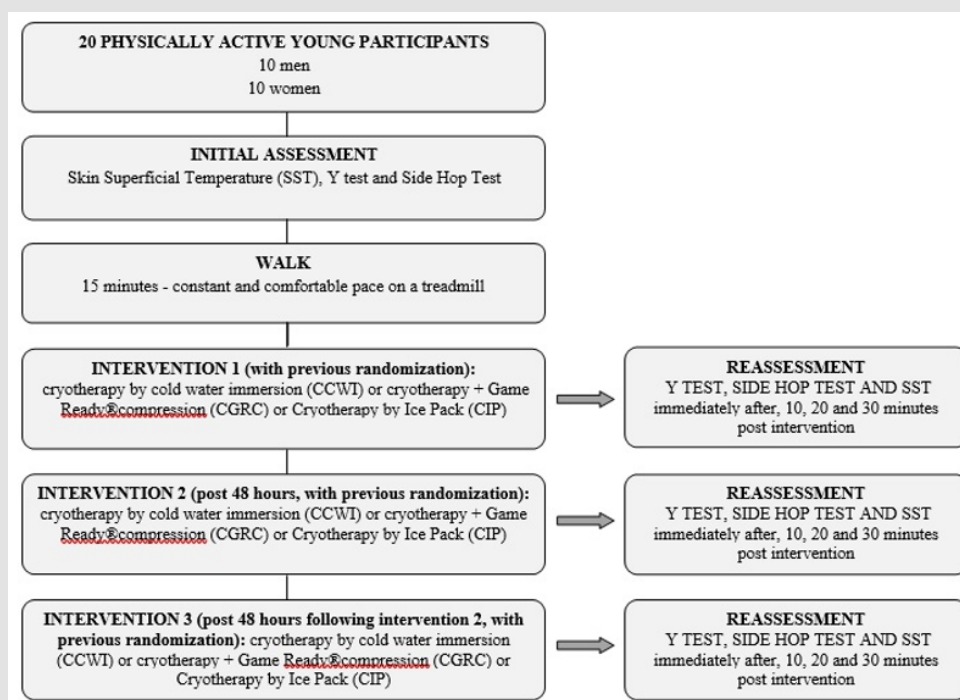 20 PHYSICALLY ACTIVE YOUNG PARTICIPANTS
10 men
10 women
INITIAL ASSESSMENT
Skin Superficial Temperature (SST), Y test and Side Hop Test
WALK
15 minutes - constant and comfortable pace on a treadmill
INTERVENTION 1 (with previous randomization):
cryotherapy by cold water immersion (CCWI) or cryotherapy + Game
Ready®compression (CGRC) or Cryotherapy by Ice Pack (CIP)
REASSESSMENT
Y TEST, SIDE HOP TEST AND SST
immediately after, 10, 20 and 30 minutes
post intervention
INTERVENTION 2 (post 48 hours, with previous randomization):
cryotherapy by cold water immersion (CCWI) or cryotherapy + Game
Ready®compression (CGRC) or Cryotherapy by Ice Pack (CIP)
REASSESSMENT
Y TEST, SIDE HOP TEST AND SST
immediately after, 10, 20 and 30 minutes
post intervention
INTERVENTION 3 (post 48 hours following intervention 2, with
previous randomization): cryotherapy by cold water immersion
(CCWI) or cryotherapy + Game Ready®compression (CGRC) or
Cryotherapy by Ice Pack (CIP)
REASSESSMENT
Y TEST, SIDE HOP TEST AND SST
immediately after, 10, 20 and 30 minutes
post intervention